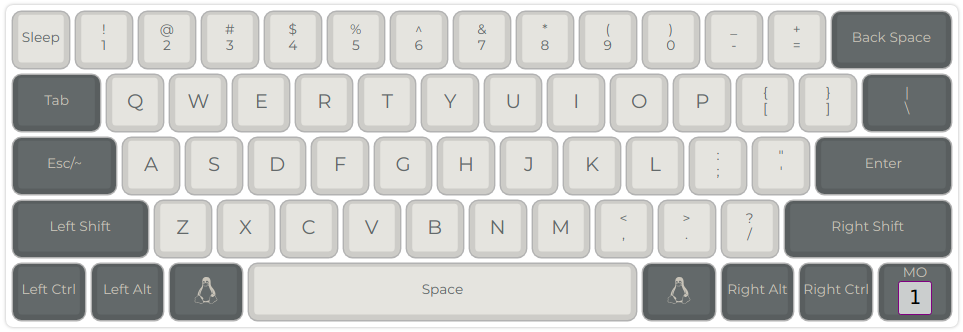 Sleep ! @ # $ % ^ & * ( ) _ +
1 2 3 4 5 6 7 8 9 0 - = Back Space
Tab Q W E R T Y U I O P { } |
[ ] \
Esc/~ A S D F G H J K L : " Enter
; '
Left Shift Z X C V B N M < > ? Right Shift
, . /
Left Ctrl Left Alt Space Right Alt Right Ctrl MO
1